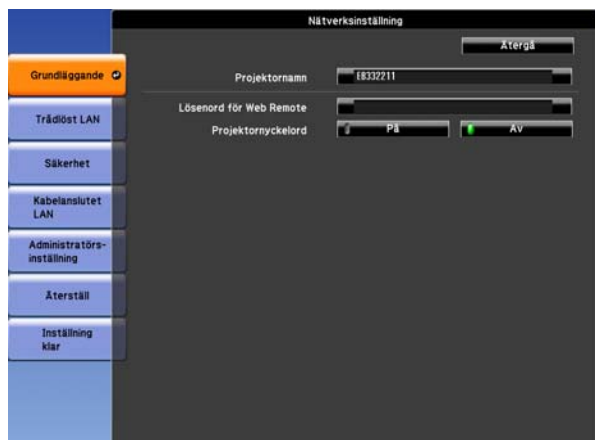 Nätverksinställning
Återgå
Grundläggande
Projektornamn EB332211
Trådlöst LAN
Lösenord för Web Remote
Projektornyckelord På Av
Säkerhet
Kabelanslutet
LAN
Administratörs-
inställning
Återställ
Inställning
klar